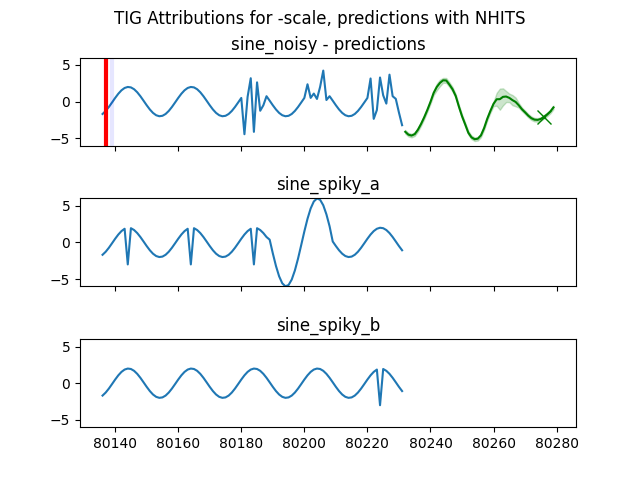 TIG Attributions for -scale, predictions with NHITS
sine_noisy - predictions
5
0
−5
sine_spiky_a
5
0
−5
sine_spiky_b
5
0
−5
80140 80160 80180 80200 80220 80240 80260 80280